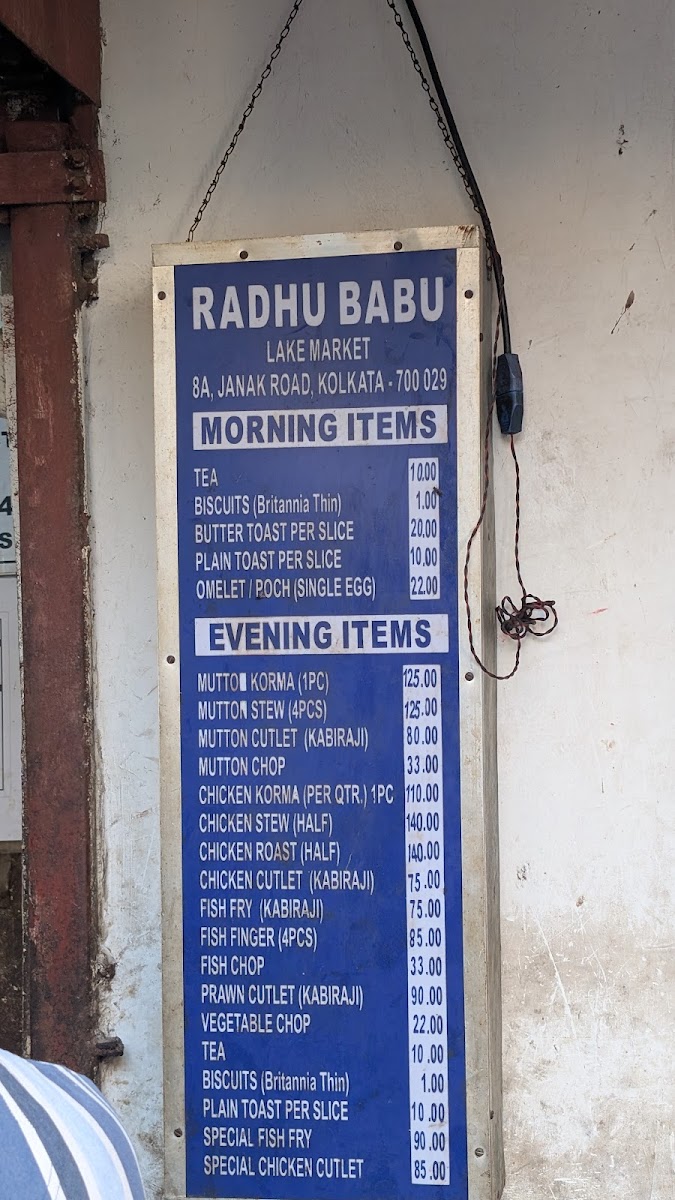 RADHU BABU
LAKE MARKET
8A, JANAK ROAD, KOLKATA - 700 029
MORNING ITEMS
TEA 10.00
BISCUITS (Britannia Thin) 1.00
BUTTER TOAST PER SLICE 20.00
PLAIN TOAST PER SLICE 10.00
OMELET / POCH (SINGLE EGG) 22.00
EVENING ITEMS
MUTTON KORMA (1PC) 125.00
MUTTON STEW (4PCS) 125.00
MUTTON CUTLET (KABIRAJI) 80.00
MUTTON CHOP 33.00
CHICKEN KORMA (PER QTR.) 1PC 110.00
CHICKEN STEW (HALF) 140.00
CHICKEN ROAST (HALF) 140.00
CHICKEN CUTLET (KABIRAJI) 75.00
FISH FRY (KABIRAJI) 75.00
FISH FINGER (4PCS) 85.00
FISH CHOP 33.00
PRAWN CUTLET (KABIRAJI) 90.00
VEGETABLE CHOP 22.00
TEA 10.00
BISCUITS (Britannia Thin) 1.00
PLAIN TOAST PER SLICE 10.00
SPECIAL FISH FRY 90.00
SPECIAL CHICKEN CUTLET 85.00